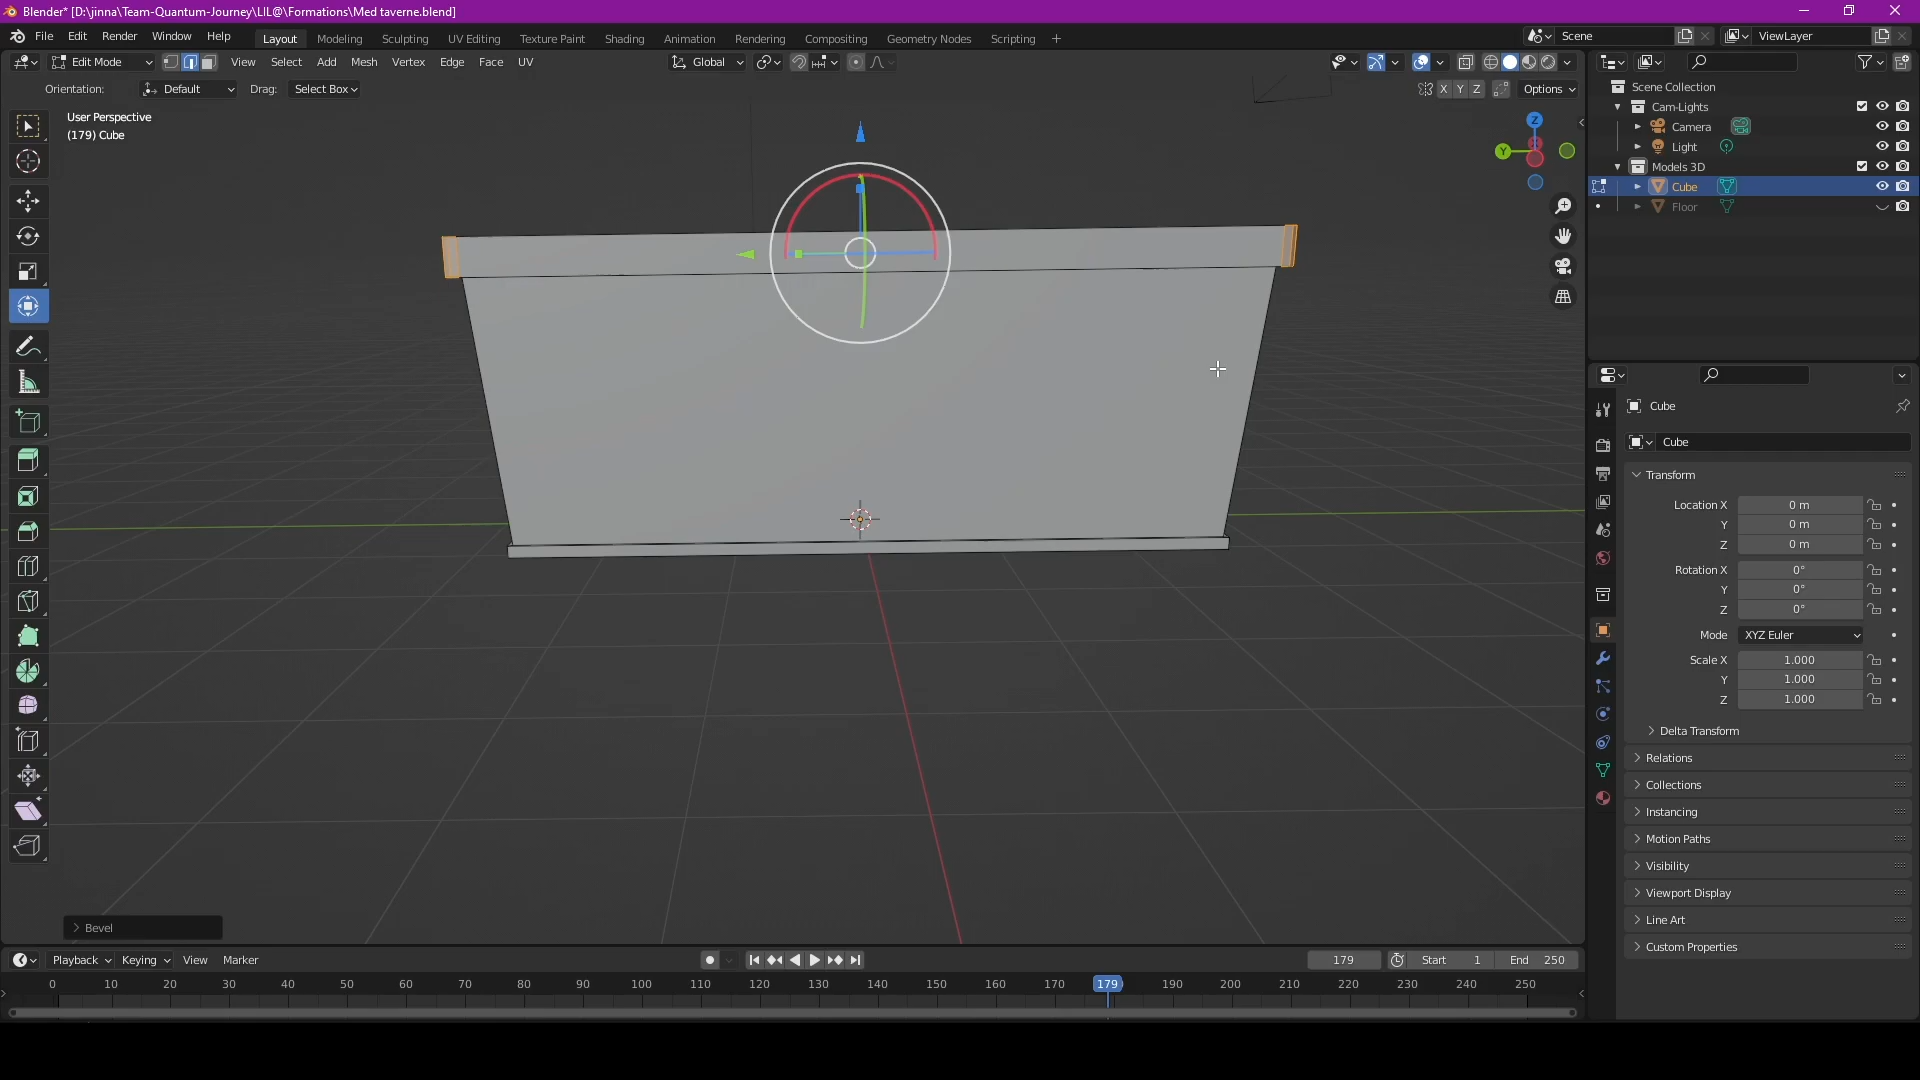 Blender* [D:\jinna\Team-Quantum-Journey\LIL@\Formations\Med taverne.blend]
File Edit Render Window Help Layout Modeling Sculpting UV Editing Texture Paint Shading Animation Rendering Compositing Geometry Nodes Scripting + Scene ViewLayer
Edit Mode View Select Add Mesh Vertex Edge Face UV Global
Orientation: Default Drag: Select Box X Y Z Options
User Perspective
(179) Cube
Z
Y
Scene Collection
Cam-Lights
Camera
Light
Models 3D
Cube
Floor
Cube
Cube
Transform
Location X 0 m
Y 0 m
Z 0 m
Rotation X 0°
Y 0°
Z 0°
Mode XYZ Euler
Scale X 1.000
Y 1.000
Z 1.000
Delta Transform
Relations
Collections
Instancing
Motion Paths
Visibility
Viewport Display
Line Art
Custom Properties
Bevel
Playback Keying View Marker 179 Start 1 End 250
0 10 20 30 40 50 60 70 80 90 100 110 120 130 140 150 160 170 179 190 200 210 220 230 240 250